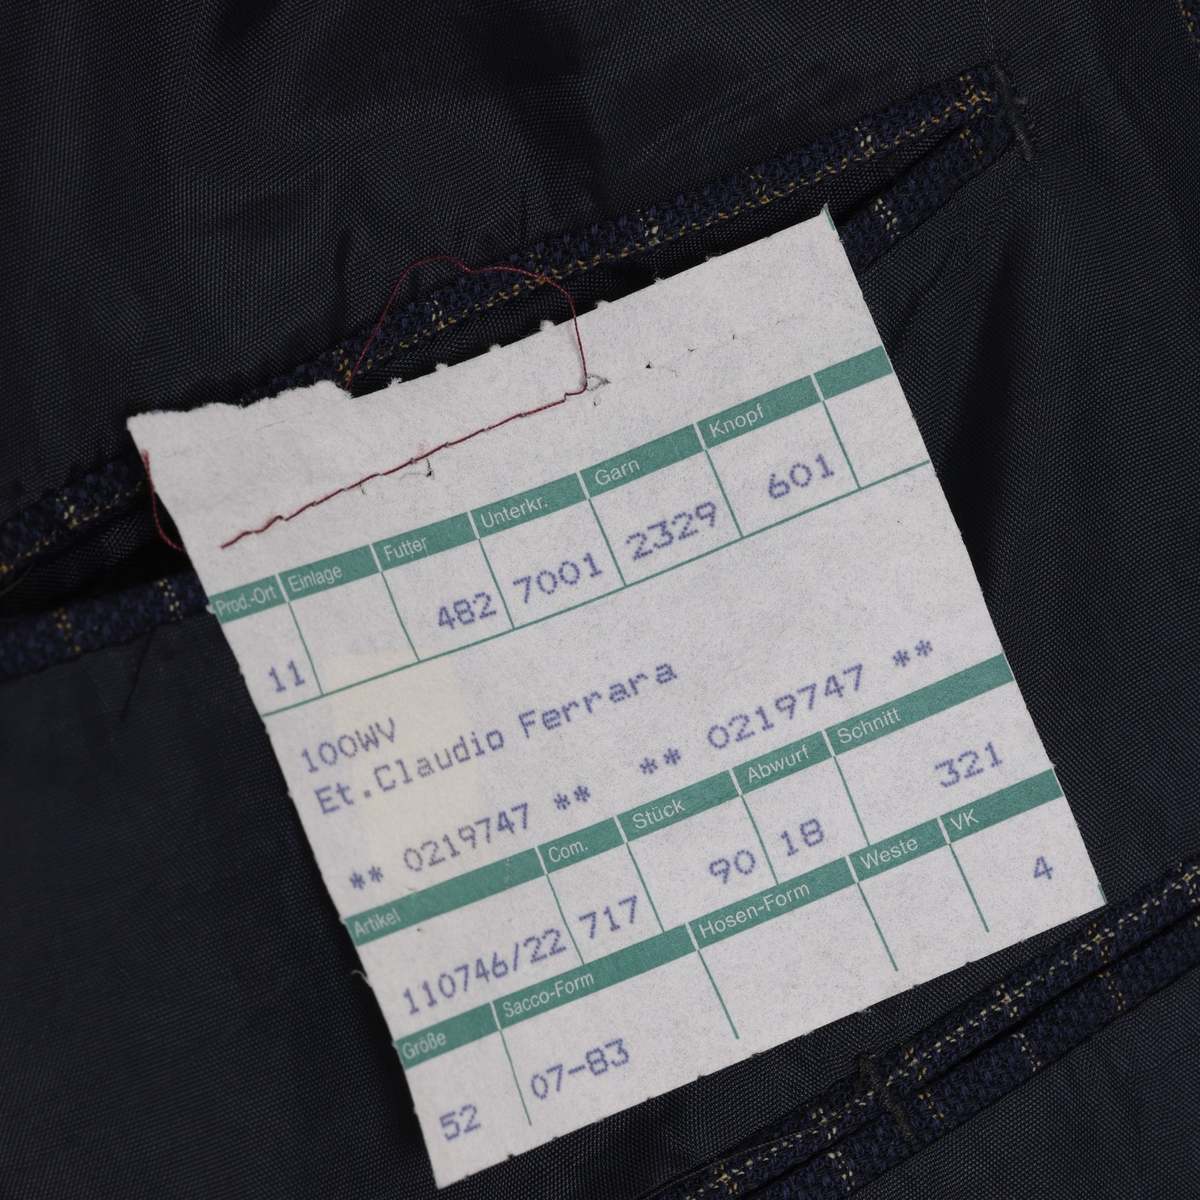 Prod.-Ort Einlage Futter Unterkr. Garn Knopf
11 482 7001 2329 601
100WV
Et.Claudio Ferrara
** 0219747 ** ** 0219747 **
Artikel Com. Stück Abwurf Schnitt
110746/22 717 90 18 321
Größe Sacco-Form Hosen-Form Weste VK
52 07-83 4